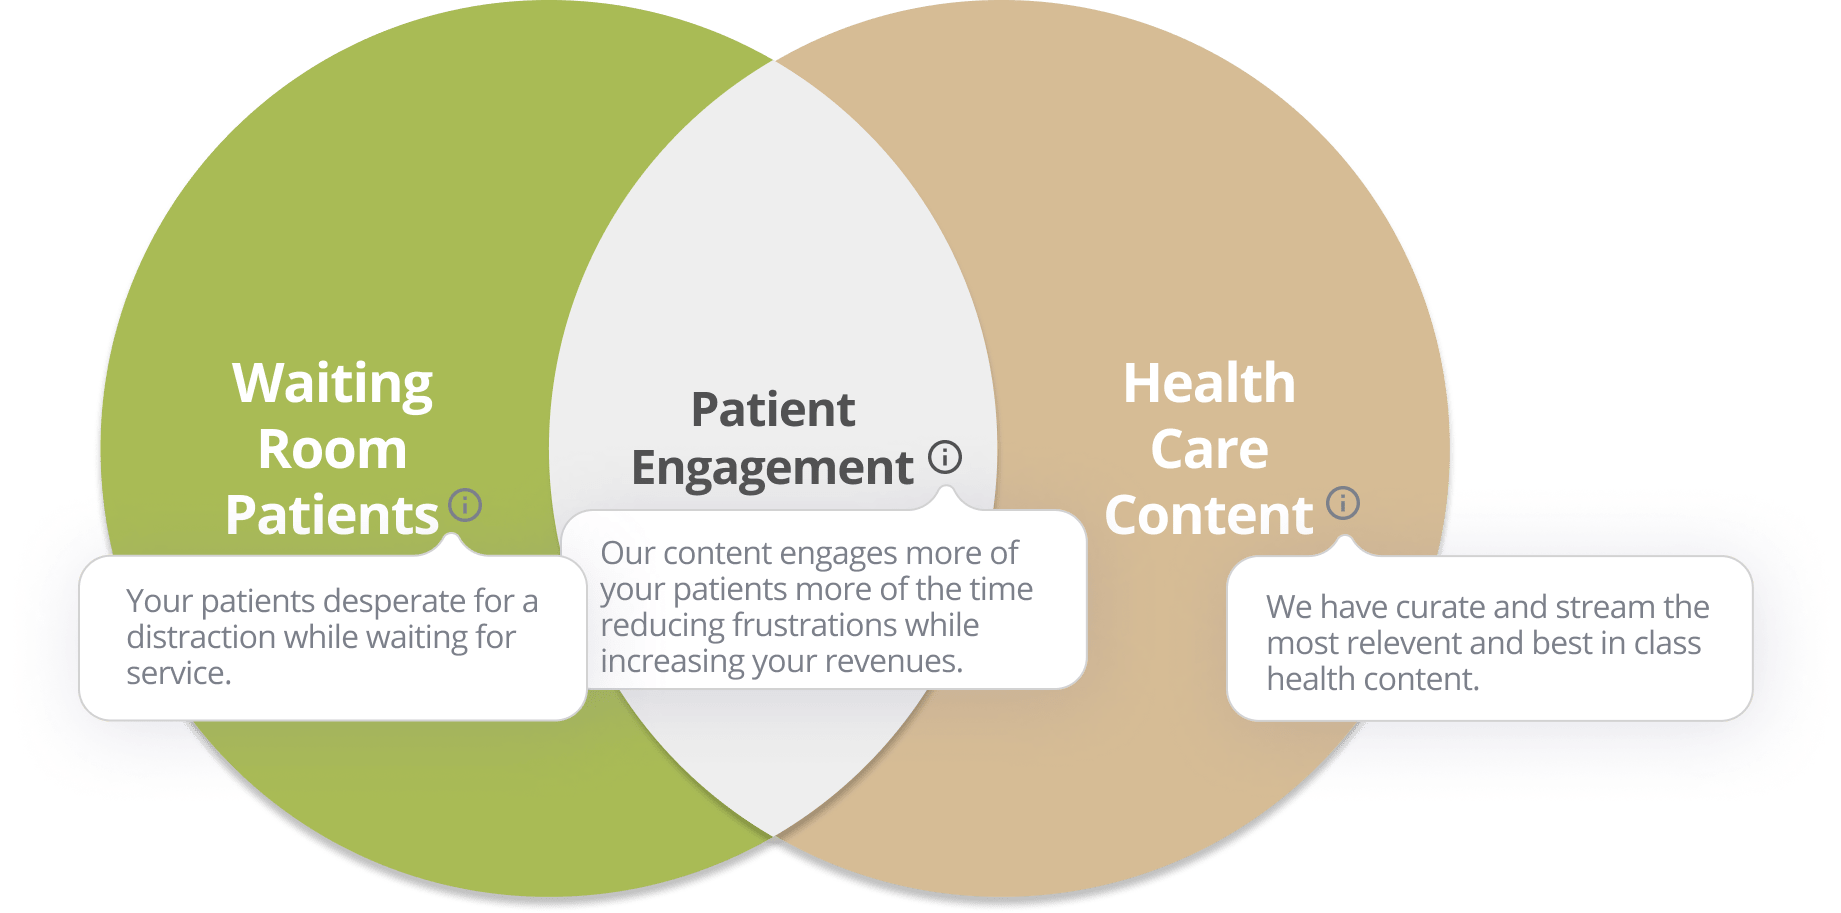 Waiting
Room
Patients
Your patients desperate for a
distraction while waiting for
service.
Patient
Engagement
Our content engages more of
your patients more of the time
reducing frustrations while
increasing your revenues.
Health
Care
Content
We have curate and stream the
most relevent and best in class
health content.